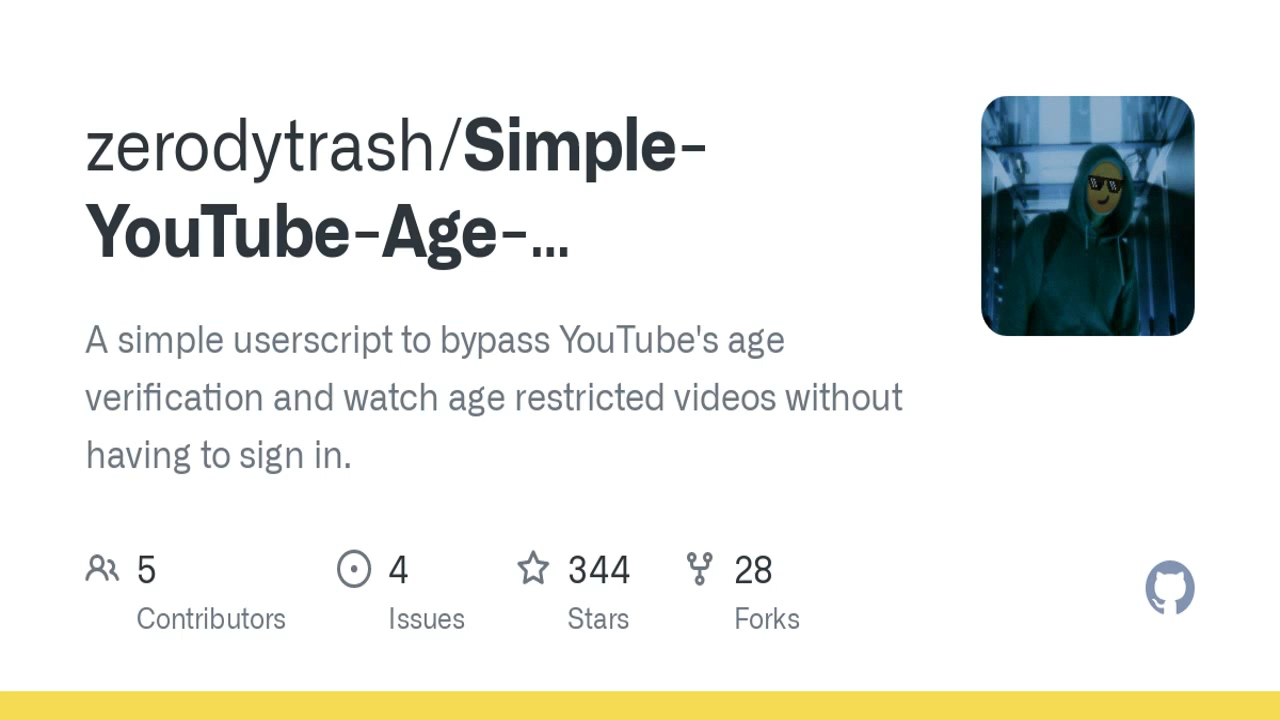 zerodytrash/Simple-
YouTube-Age-...
A simple userscript to bypass YouTube's age
verification and watch age restricted videos without
having to sign in.
5 4 344 28
Contributors Issues Stars Forks